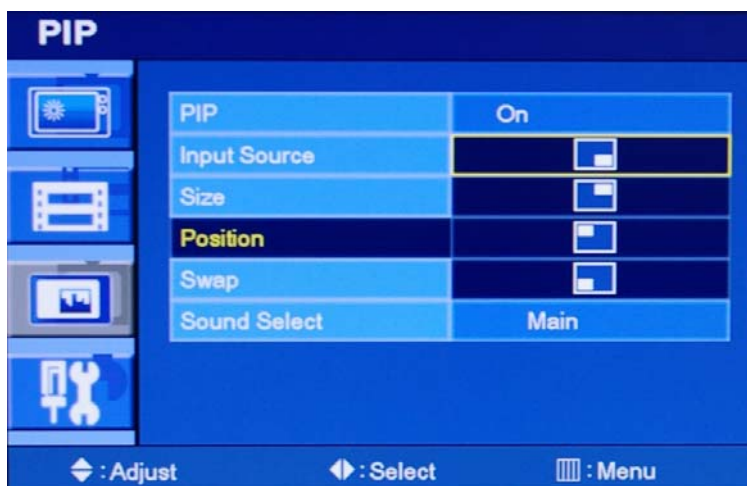 PIP
PIP On
Input Source
Size
Position
Swap
Sound Select Main
: Adjust : Select : Menu